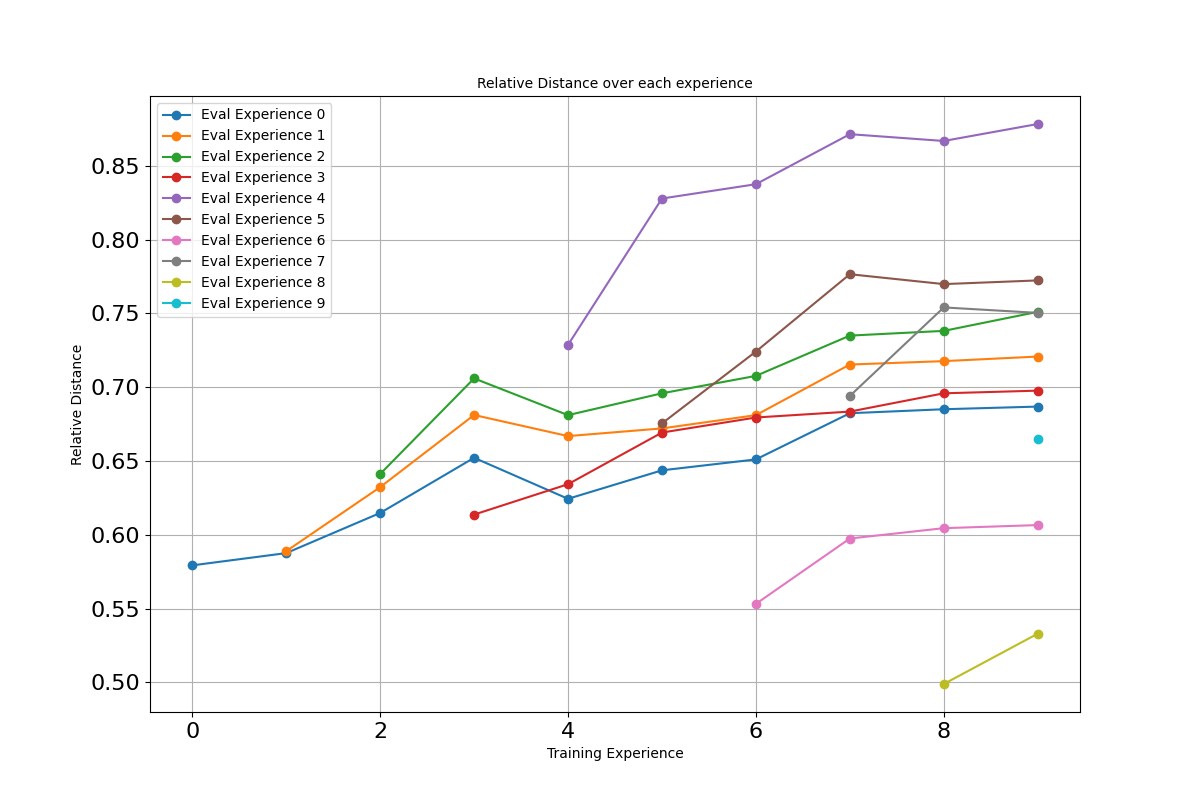 Relative Distance over each experience
Eval Experience 0
Eval Experience 1
Eval Experience 2
Eval Experience 3
Eval Experience 4
Eval Experience 5
Eval Experience 6
Eval Experience 7
Eval Experience 8
Eval Experience 9
0.85
0.80
0.75
0.70
0.65
0.60
0.55
0.50
Relative Distance
0 2 4 6 8
Training Experience